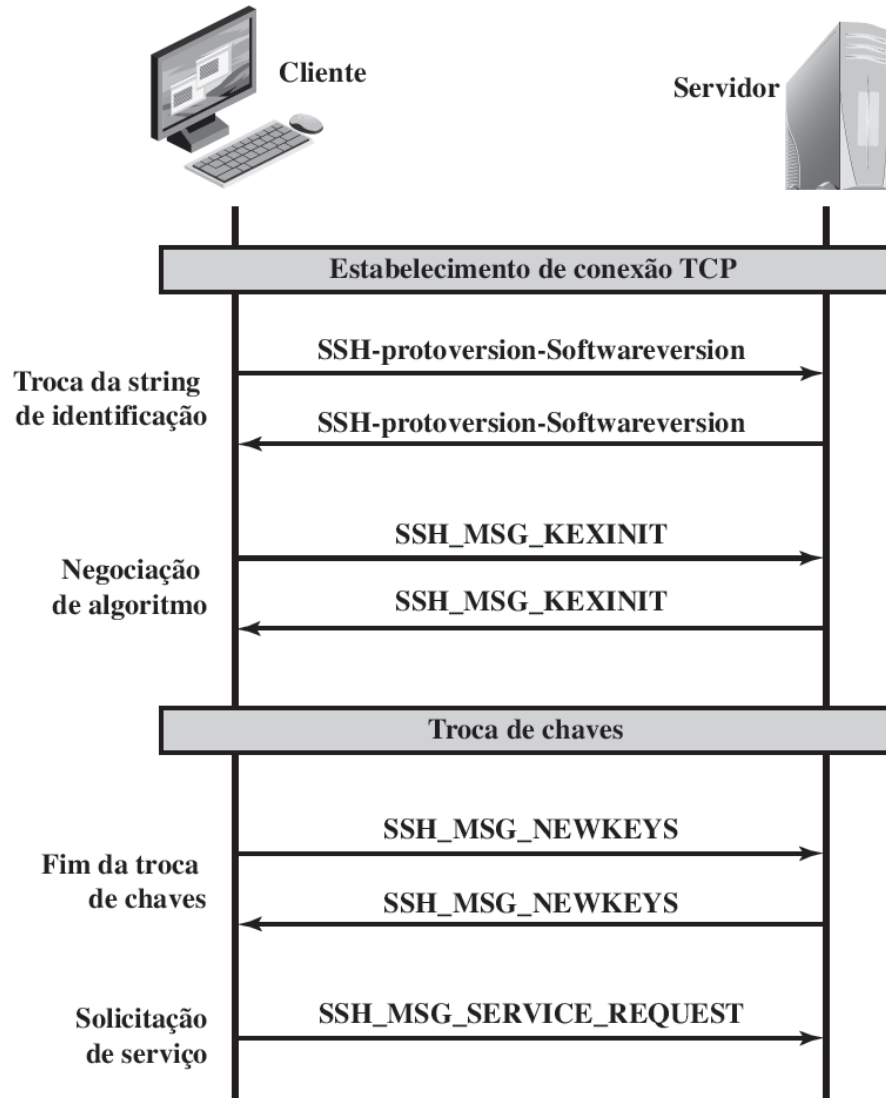 Cliente
Servidor
Estabelecimento de conexão TCP
SSH-protoversion-Softwareversion
Troca da string
de identificação
SSH-protoversion-Softwareversion
SSH_MSG_KEXINIT
Negociação
de algoritmo
SSH_MSG_KEXINIT
Troca de chaves
SSH_MSG_NEWKEYS
Fim da troca
de chaves
SSH_MSG_NEWKEYS
SSH_MSG_SERVICE_REQUEST
Solicitação
de serviço